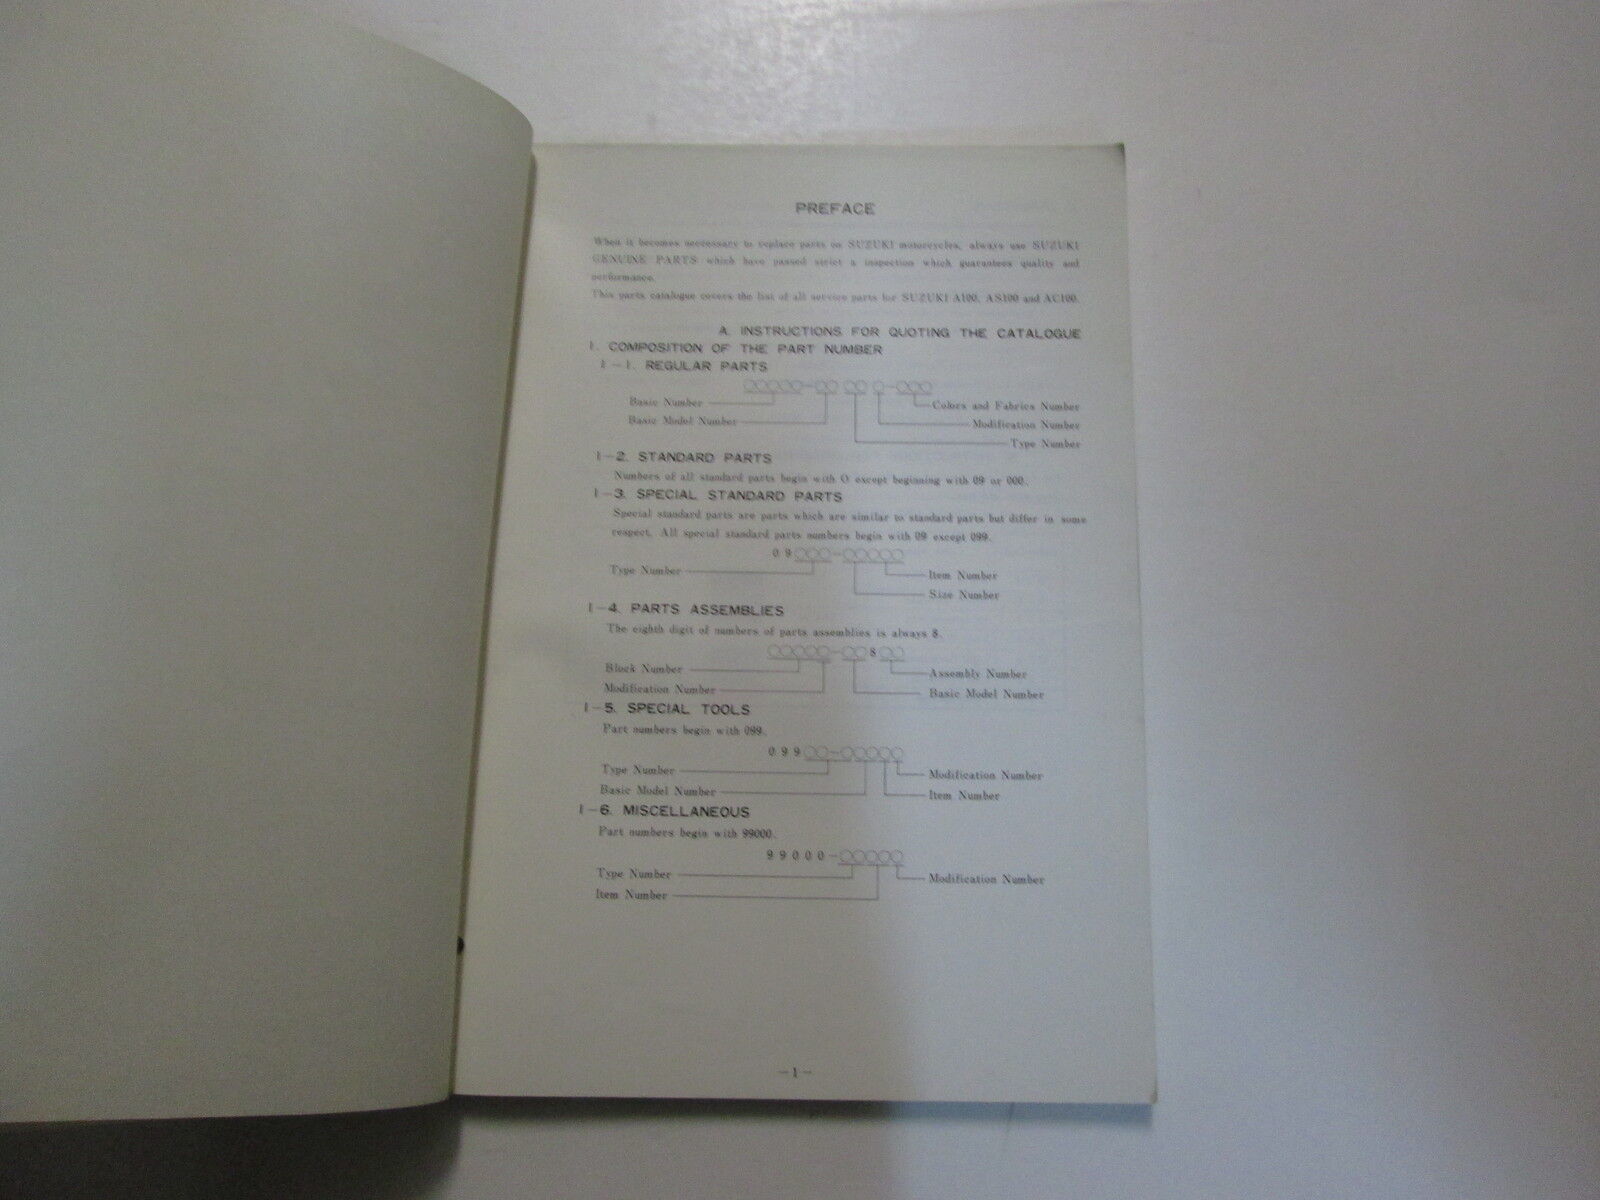 PREFACE
When it becomes necessary to replace parts on SUZUKI motorcycles, always use SUZUKI
GENUINE PARTS which have passed strict a inspection which guarantees quality and
performance.
This parts catalogue covers the list of all service parts for SUZUKI A100, AS100 and AC100.
A. INSTRUCTIONS FOR QUOTING THE CATALOGUE
1. COMPOSITION OF THE PART NUMBER
1-1. REGULAR PARTS
○○○○○-○○ ○○ ○-○○○
Basic Number Colors and Fabrics Number
Basic Model Number Modification Number
Type Number
1-2. STANDARD PARTS
Numbers of all standard parts begin with O except beginning with 09 or 000.
1-3. SPECIAL STANDARD PARTS
Special standard parts are parts which are similar to standard parts but differ in some
respect. All special standard parts numbers begin with 09 except 099.
09○○○-○○○○○
Type Number Item Number
Size Number
1-4. PARTS ASSEMBLIES
The eighth digit of numbers of parts assemblies is always 8.
○○○○○-○○8○○
Block Number Assembly Number
Modification Number Basic Model Number
1-5. SPECIAL TOOLS
Part numbers begin with 099.
099○○-○○○○○
Type Number Modification Number
Basic Model Number Item Number
1-6. MISCELLANEOUS
Part numbers begin with 99000.
99000-○○○○○
Type Number Modification Number
Item Number
-1-